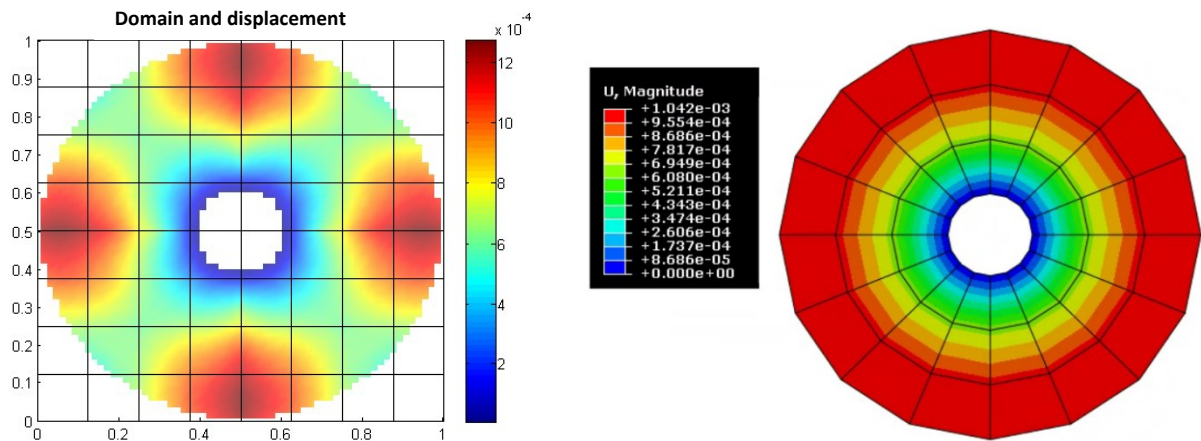 Domain and displacement
x 10⁻⁴
1
0.9
0.8
0.7
0.6
0.5
0.4
0.3
0.2
0.1
0
0
0.2
0.4
0.6
0.8
1
12
10
8
6
4
2
U, Magnitude
+1.042e-03
+9.554e-04
+8.686e-04
+7.817e-04
+6.949e-04
+6.080e-04
+5.211e-04
+4.343e-04
+3.474e-04
+2.606e-04
+1.737e-04
+8.686e-05
+0.000e+00